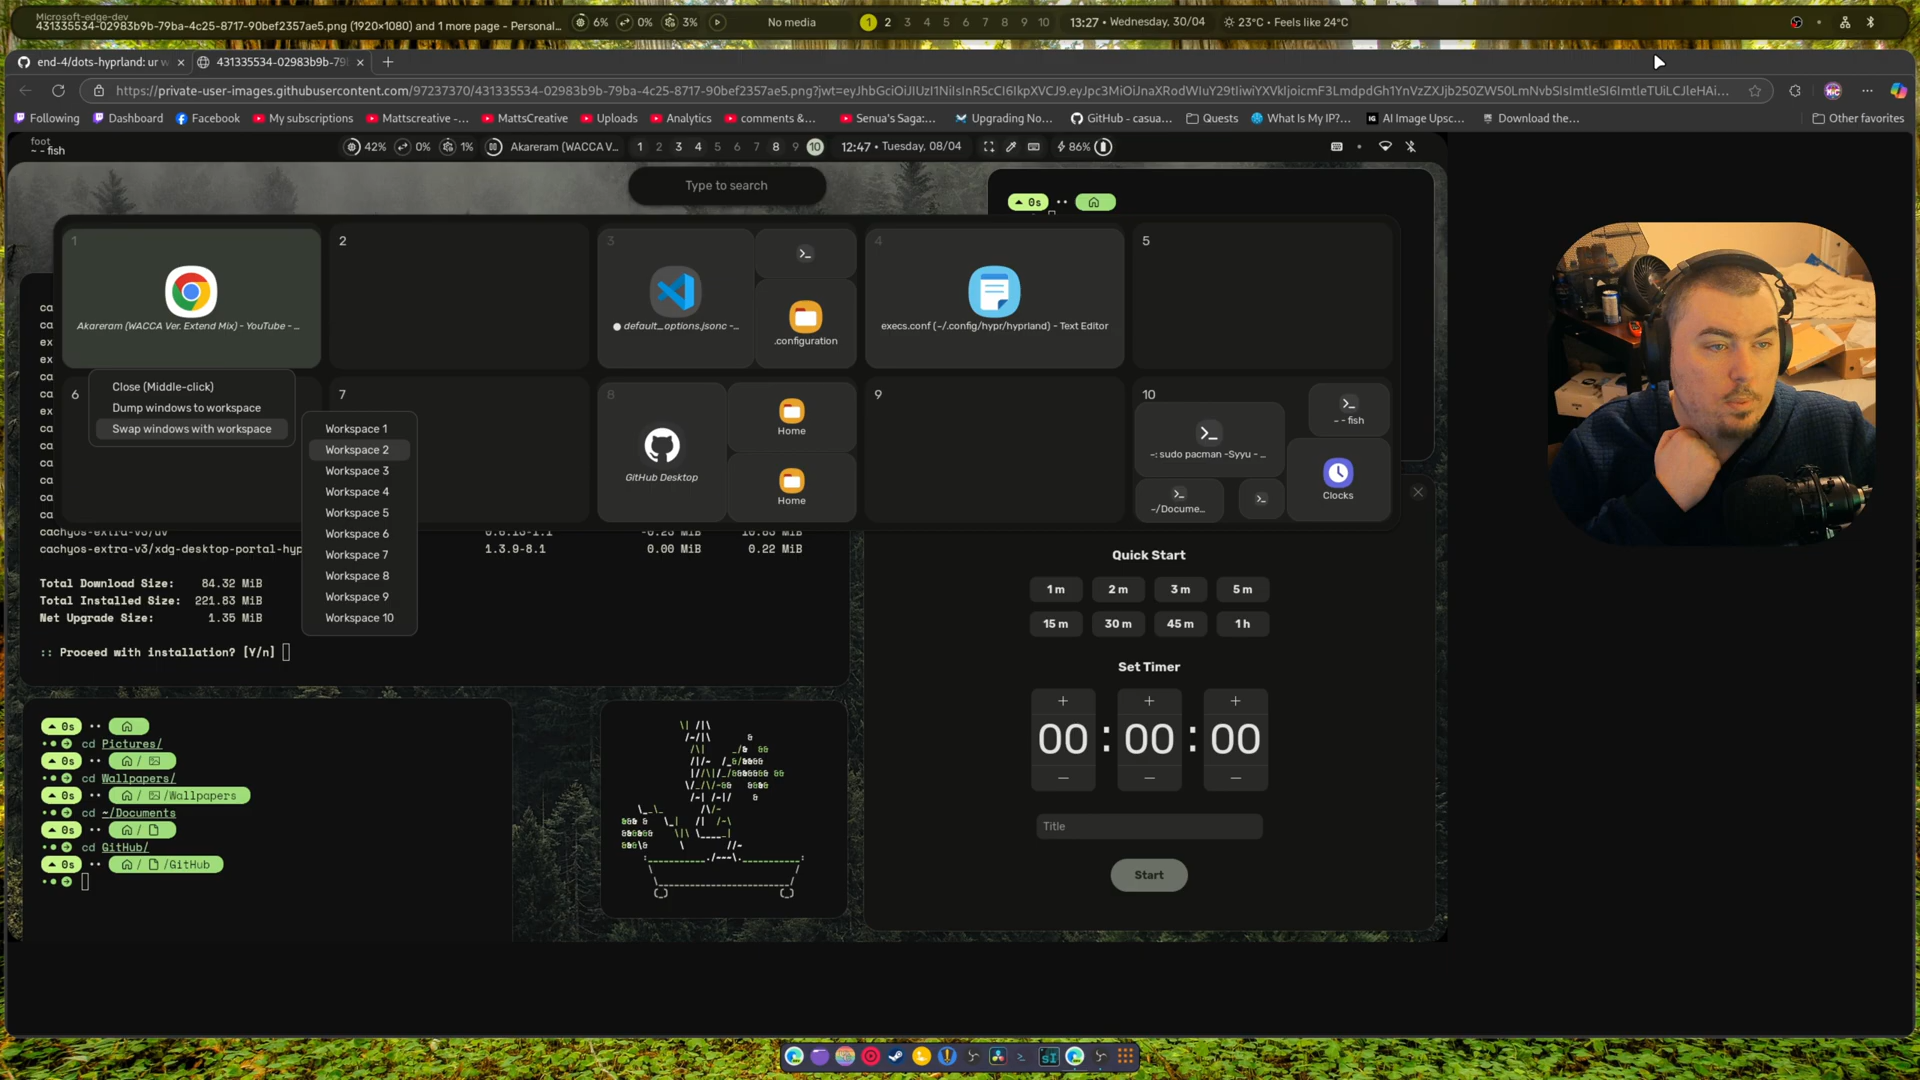 Microsoft-edge-dev
431335534-02983b9b-79ba-4c25-8717-90bef2357ae5.png (1920×1080) and 1 more page - Personal...
6% 0% 3% No media 1 2 3 4 5 6 7 8 9 10 13:27 • Wednesday, 30/04 23°C • Feels like 24°C
end-4/dots-hyprland: ur w
431335534-02983b9b-79b
Following Dashboard Facebook My subscriptions Mattscreative -... MattsCreative Uploads Analytics comments &... Senua's Saga:... Upgrading No... GitHub - casua... Quests What Is My IP?... AI Image Upsc... Download the... Other favorites
foot
~ - fish
42% 0% 1% Akareram (WACCA V... 1 2 3 4 5 6 7 8 9 10 12:47 • Tuesday, 08/04 86%
Type to search
0s
1 2 3 4 5
Akareram (WACCA Ver. Extend Mix) - YouTube - ...
default_options.jsonc -...
.configuration
execs.conf (~/.config/hypr/hyprland) - Text Editor
6 7 8 9 10
Close (Middle-click)
Dump windows to workspace
Swap windows with workspace
Workspace 1
Workspace 2
Workspace 3
Workspace 4
Workspace 5
Workspace 6
Workspace 7
Workspace 8
Workspace 9
Workspace 10
GitHub Desktop
Home
Home
~: sudo pacman -Syyu - ...
~ - fish
~/Docume...
Clocks
cachyos-extra-v3/xdg-desktop-portal-hyp 1.3.9-8.1 0.00 MiB 0.22 MiB
Total Download Size: 84.32 MiB
Total Installed Size: 221.83 MiB
Net Upgrade Size: 1.35 MiB
:: Proceed with installation? [Y/n]
Quick Start
1 m 2 m 3 m 5 m
15 m 30 m 45 m 1 h
Set Timer
+ + +
00 : 00 : 00
Title
Start
0s
cd Pictures/
0s
cd Wallpapers/
0s /Wallpapers
cd ~/Documents
0s
cd GitHub/
0s /GitHub